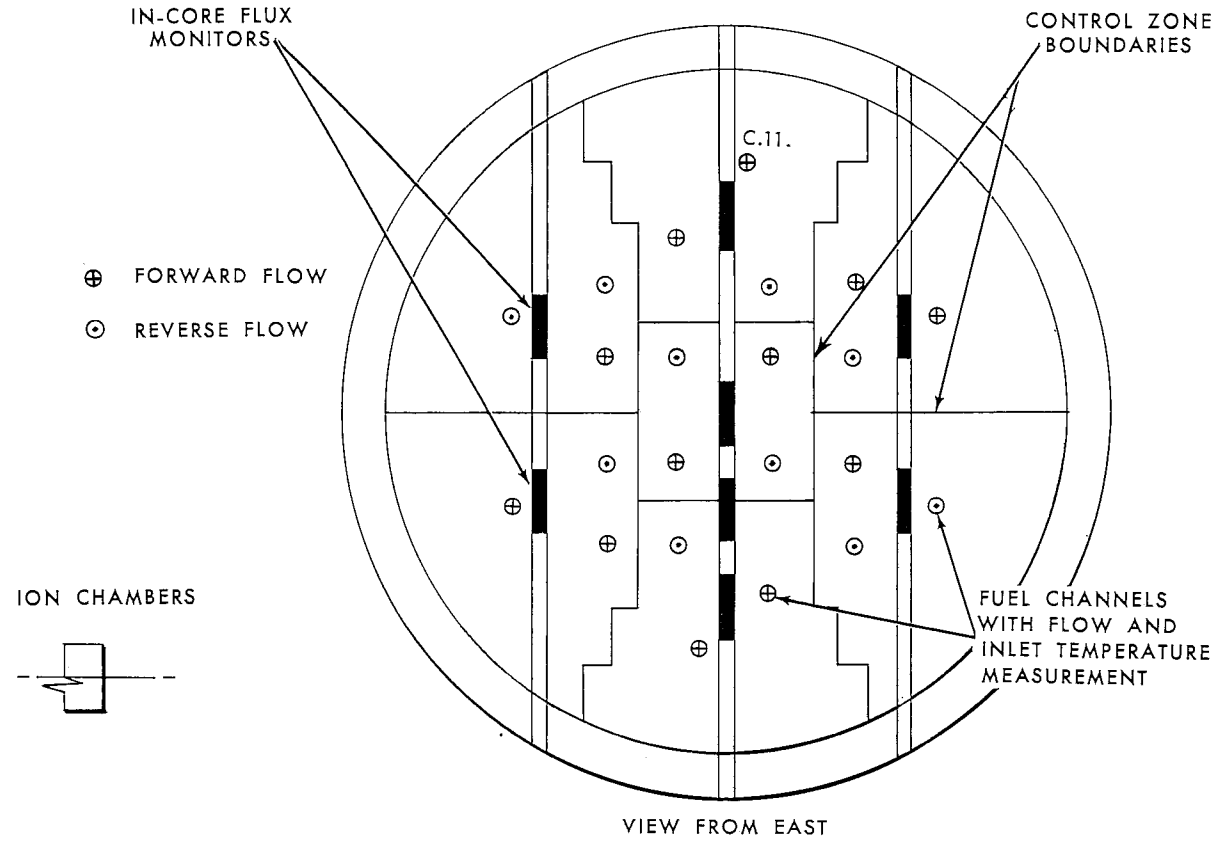 IN-CORE FLUX
MONITORS
CONTROL ZONE
BOUNDARIES
C.11.
FORWARD FLOW
REVERSE FLOW
ION CHAMBERS
FUEL CHANNELS
WITH FLOW AND
INLET TEMPERATURE
MEASUREMENT
VIEW FROM EAST